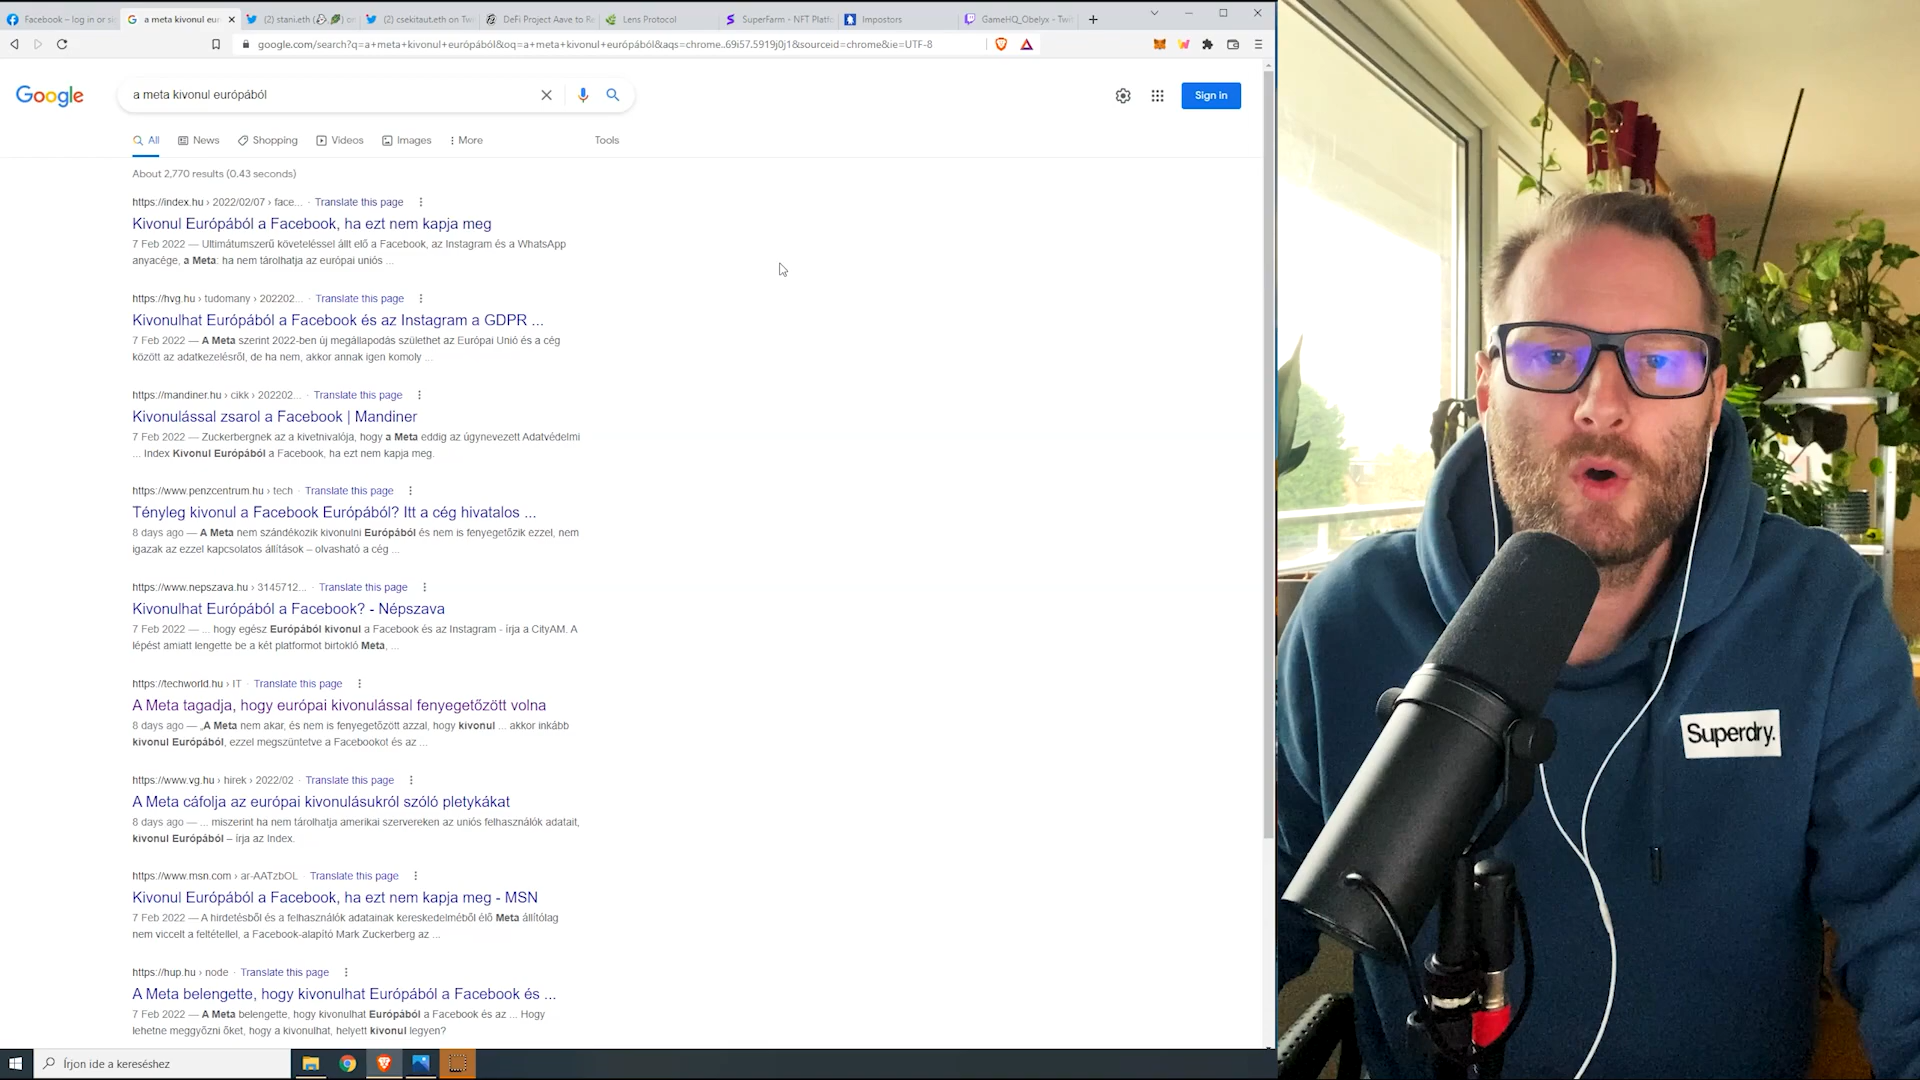 Facebook – log in or si
a meta kivonul eur
(2) stani.eth
csekitaut.eth on Tw
DeFi Project Aave to Re
Lens Protocol
SuperFarm - NFT Platf
Impostors
GameHQ_Obelyx - Twit
google.com/search?q=a+meta+kivonul+európából&oq=a+meta+kivonul+európából&aqs=chrome..69i57.5919j0j1&sourceid=chrome&ie=UTF-8
Google
a meta kivonul európából
Sign in
All
News
Shopping
Videos
Images
More
Tools
About 2,770 results (0.43 seconds)
https://index.hu › 2022/02/07 › face... · Translate this page
Kivonul Európából a Facebook, ha ezt nem kapja meg
7 Feb 2022 — Ultimátumszerű követeléssel állt elő a Facebook, az Instagram és a WhatsApp
anyacége, a Meta: ha nem tárolhatja az európai uniós ...
https://hvg.hu › tudomany › 202202... · Translate this page
Kivonulhat Európából a Facebook és az Instagram a GDPR ...
7 Feb 2022 — A Meta szerint 2022-ben új megállapodás születhet az Európai Unió és a cég
között az adatkezelésről, de ha nem, akkor annak igen komoly ...
https://mandiner.hu › cikk › 202202... · Translate this page
Kivonulással zsarol a Facebook | Mandiner
7 Feb 2022 — Zuckerbergnek az a kivetnivalója, hogy a Meta eddig az úgynevezett Adatvédelmi
... Index Kivonul Európából a Facebook, ha ezt nem kapja meg.
https://www.penzcentrum.hu › tech · Translate this page
Tényleg kivonul a Facebook Európából? Itt a cég hivatalos ...
8 days ago — A Meta nem szándékozik kivonulni Európából és nem is fenyegetőzik ezzel, nem
igazak az ezzel kapcsolatos állítások – olvasható a cég ...
https://www.nepszava.hu › 3145712... · Translate this page
Kivonulhat Európából a Facebook? - Népszava
7 Feb 2022 — ... hogy egész Európából kivonul a Facebook és az Instagram - írja a CityAM. A
lépést amiatt lengette be a két platformot birtokló Meta, ...
https://techworld.hu › IT · Translate this page
A Meta tagadja, hogy európai kivonulással fenyegetőzött volna
8 days ago — „A Meta nem akar, és nem is fenyegetőzött azzal, hogy kivonul ... akkor inkább
kivonul Európából, ezzel megszüntetve a Facebookot és az ...
https://www.vg.hu › hirek › 2022/02 · Translate this page
A Meta cáfolja az európai kivonulásukról szóló pletykákat
8 days ago — ... miszerint ha nem tárolhatja amerikai szervereken az uniós felhasználók adatait,
kivonul Európából – írja az Index.
https://www.msn.com › ar-AATzbOL · Translate this page
Kivonul Európából a Facebook, ha ezt nem kapja meg - MSN
7 Feb 2022 — A hirdetésből és a felhasználók adatainak kereskedelméből élő Meta állítólag
nem viccelt a feltétellel, a Facebook-alapító Mark Zuckerberg az ...
https://hup.hu › node · Translate this page
A Meta belengette, hogy kivonulhat Európából a Facebook és ...
7 Feb 2022 — A Meta belengette, hogy kivonulhat Európából a Facebook és az ... Hogy
lehetne meggyőzni őket, hogy a kivonulhat, helyett kivonul legyen?
Írjon ide a kereséshez
Superdry.